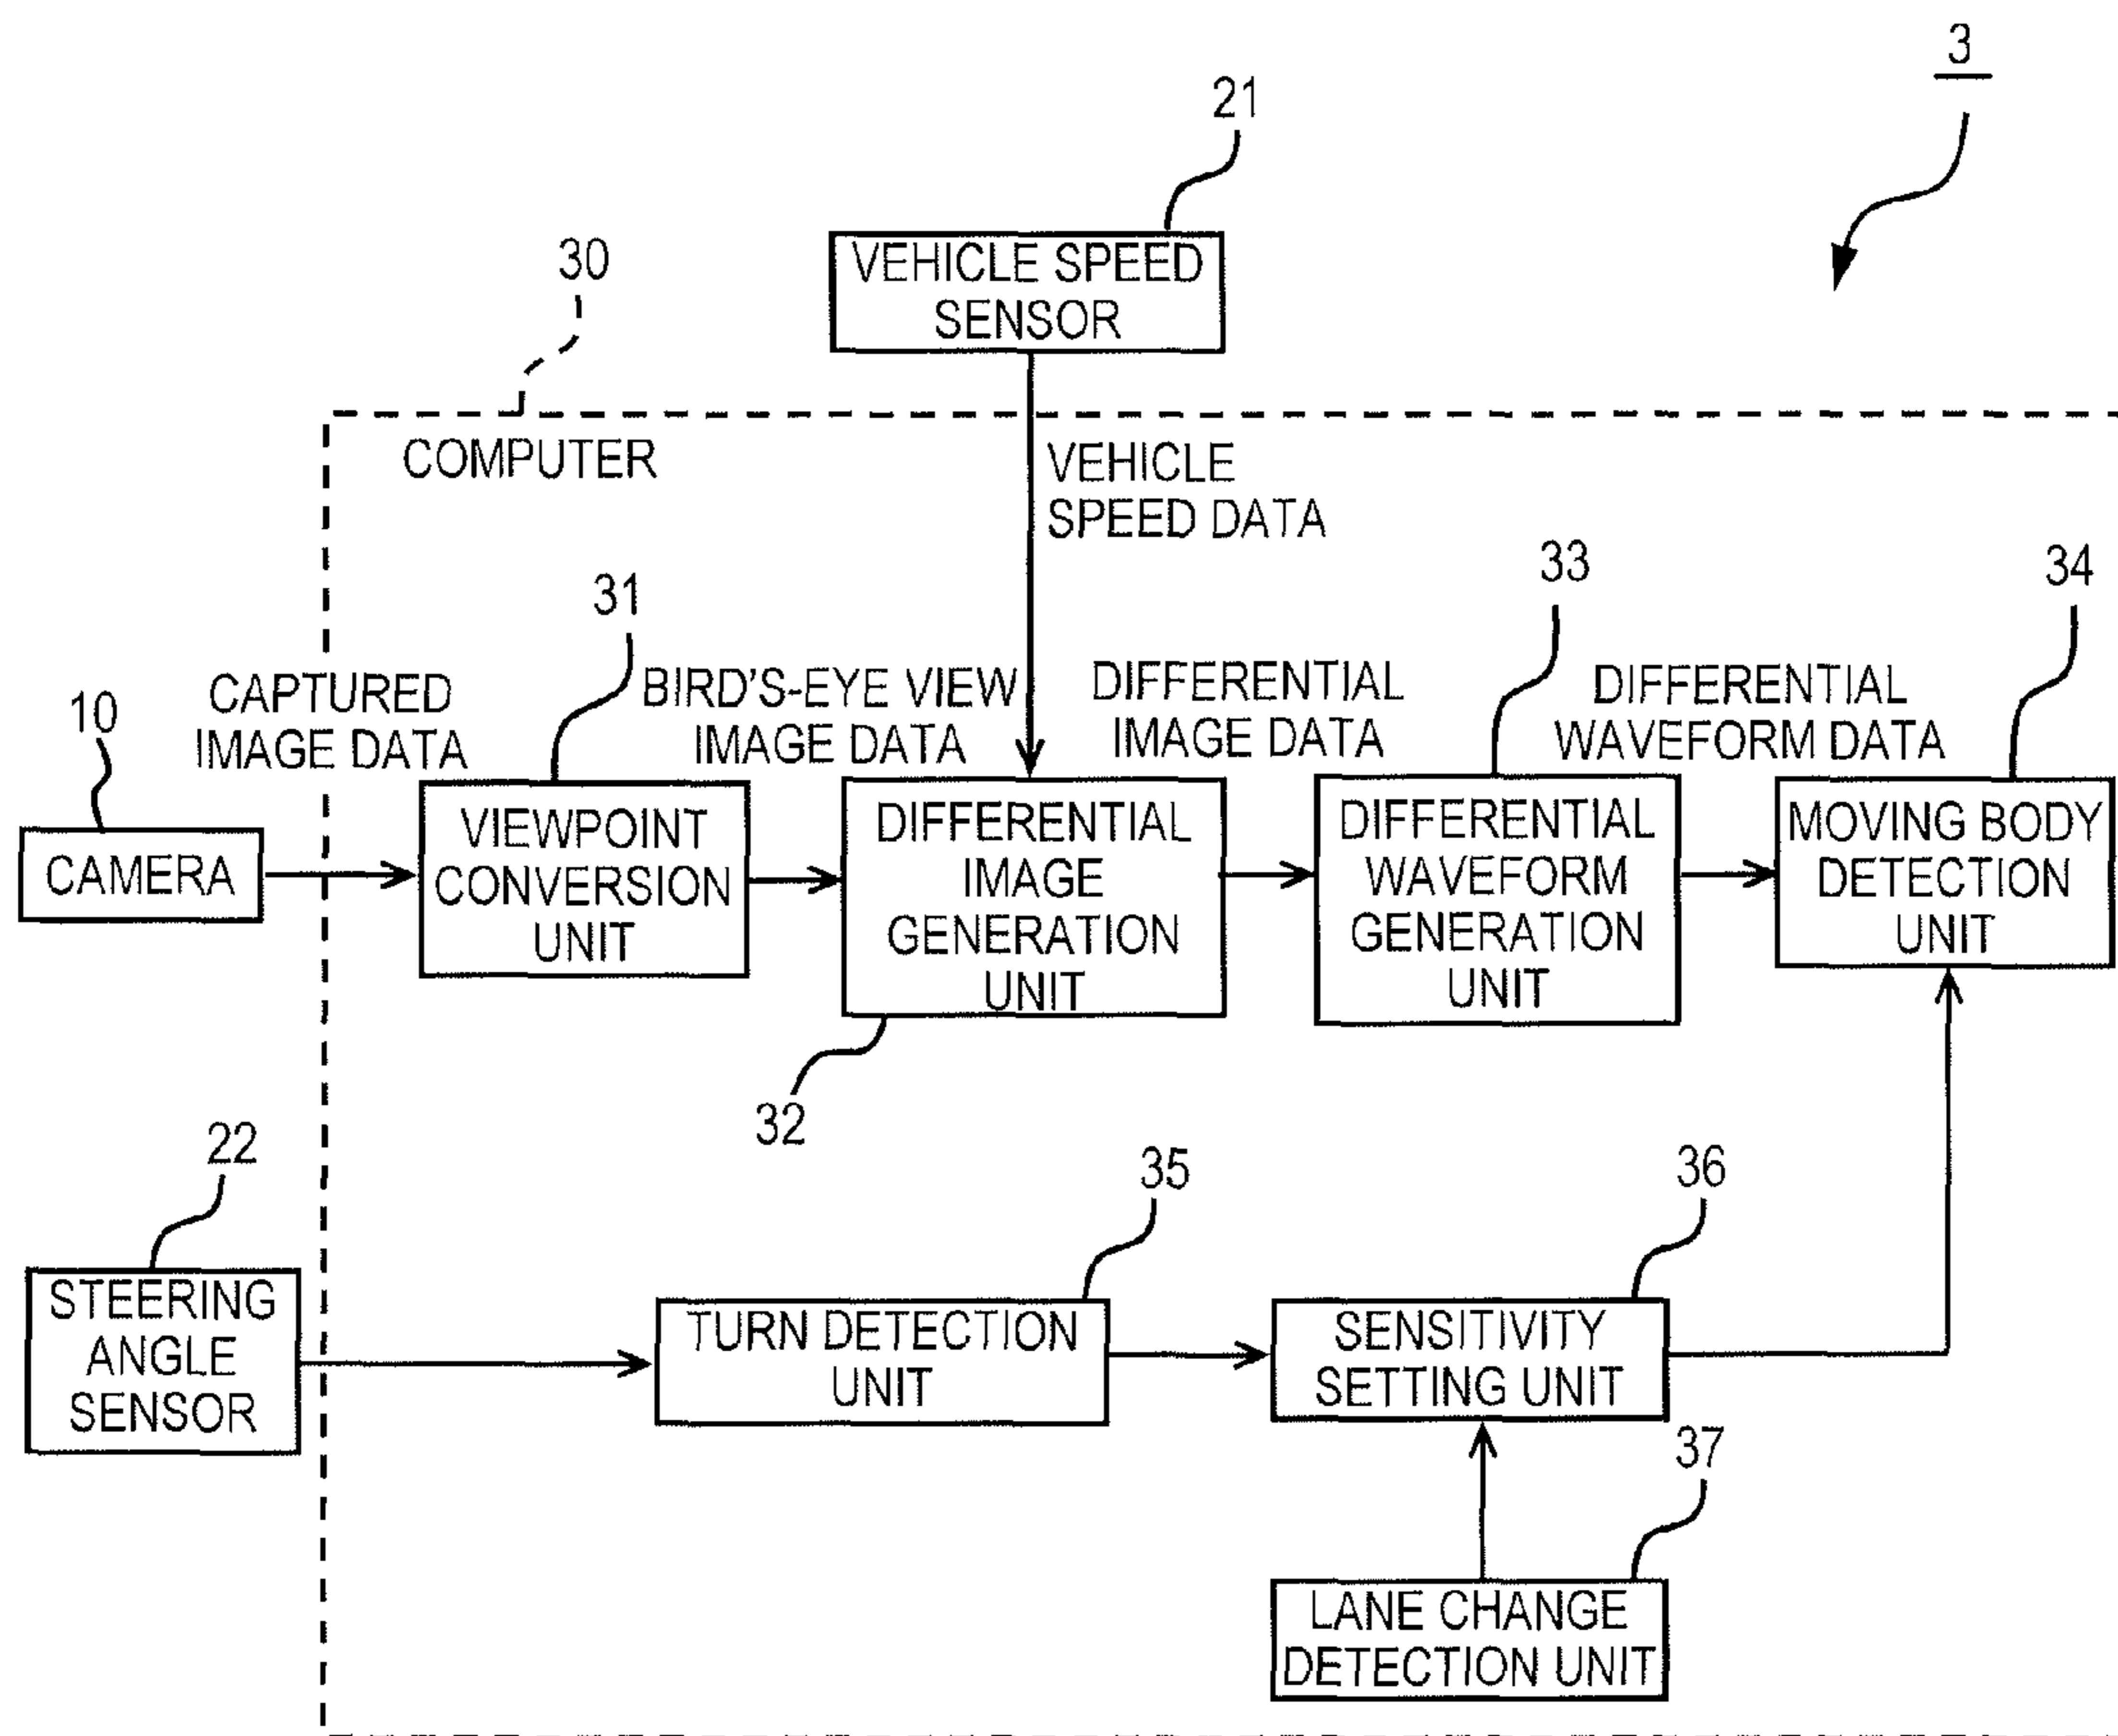 3
21
VEHICLE SPEED
SENSOR
30
COMPUTER
VEHICLE
SPEED DATA
31
33
34
CAPTURED
IMAGE DATA
BIRD'S-EYE VIEW
IMAGE DATA
DIFFERENTIAL
IMAGE DATA
DIFFERENTIAL
WAVEFORM DATA
10
CAMERA
VIEWPOINT
CONVERSION
UNIT
DIFFERENTIAL
IMAGE
GENERATION
UNIT
DIFFERENTIAL
WAVEFORM
GENERATION
UNIT
MOVING BODY
DETECTION
UNIT
32
22
35
36
STEERING
ANGLE
SENSOR
TURN DETECTION
UNIT
SENSITIVITY
SETTING UNIT
37
LANE CHANGE
DETECTION UNIT